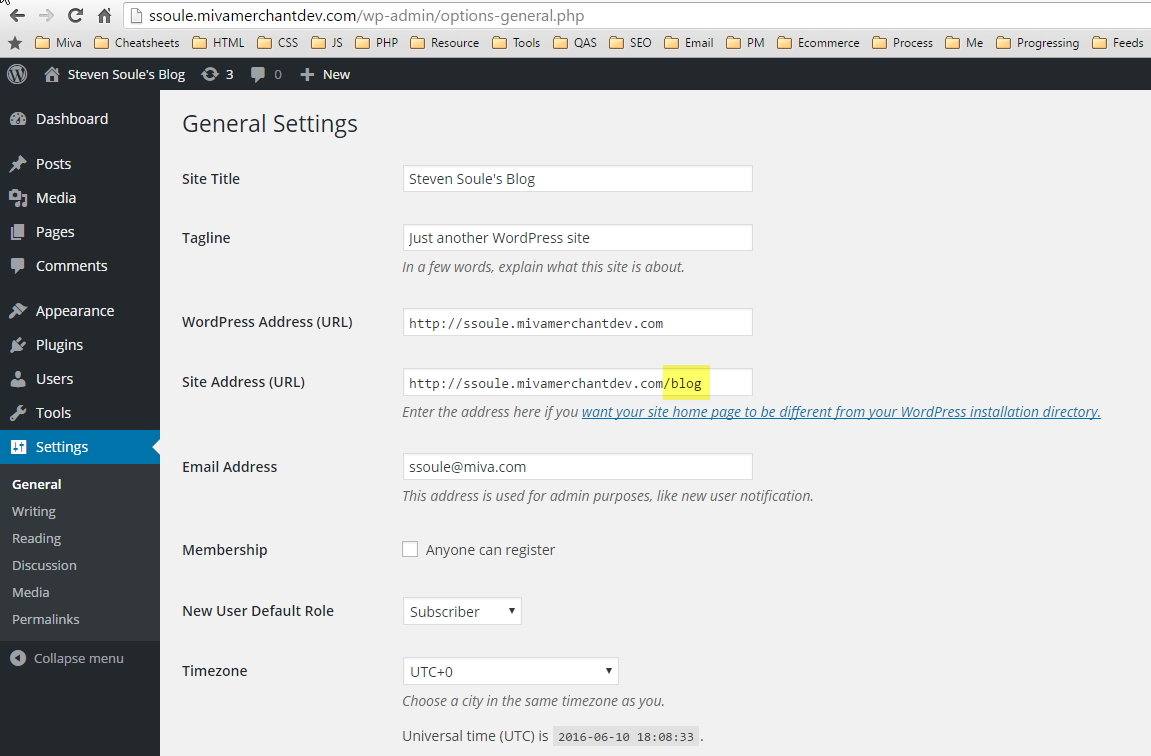 ssoule.mivamerchantdev.com/wp-admin/options-general.php
Miva Cheatsheets HTML CSS JS PHP Resource Tools QAS SEO Email PM Ecommerce Process Me Progressing Feeds
Steven Soule's Blog 3 0 New
Dashboard
Posts
Media
Pages
Comments
Appearance
Plugins
Users
Tools
Settings
General
Writing
Reading
Discussion
Media
Permalinks
Collapse menu
General Settings
Site Title Steven Soule's Blog
Tagline Just another WordPress site
In a few words, explain what this site is about.
WordPress Address (URL) http://ssoule.mivamerchantdev.com
Site Address (URL) http://ssoule.mivamerchantdev.com/blog
Enter the address here if you want your site home page to be different from your WordPress installation directory.
Email Address ssoule@miva.com
This address is used for admin purposes, like new user notification.
Membership Anyone can register
New User Default Role Subscriber
Timezone UTC+0
Choose a city in the same timezone as you.
Universal time (UTC) is 2016-06-10 18:08:33 .